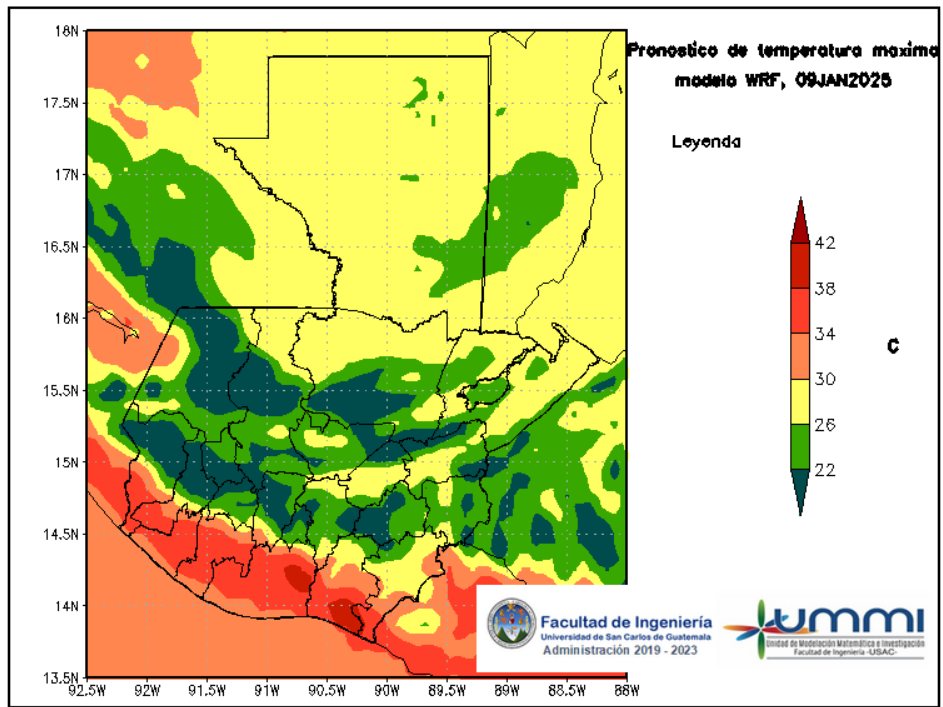 Pronostico de temperatura maxima
modelo WRF, 09JAN2025
Leyenda
18N
17.5N
17N
16.5N
16N
15.5N
15N
14.5N
14N
13.5N
92.5W
92W
91.5W
91W
90.5W
90W
89.5W
89W
88.5W
88W
42
38
34
30
26
22
C
Facultad de Ingeniería
Universidad de San Carlos de Guatemala
Administración 2019 - 2023
ummi
Unidad de Modelación Matemática e Investigación
Facultad de Ingeniería -USAC-